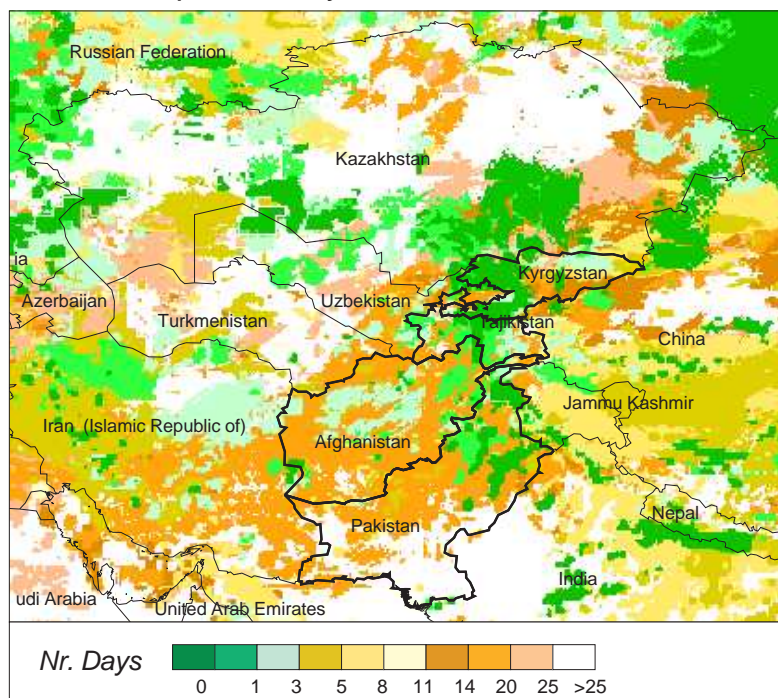 Russian Federation
Kazakhstan
ia
Kyrgyzstan
Azerbaijan
Uzbekistan
Turkmenistan
Tajikistan
China
Jammu Kashmir
Iran (Islamic Republic of)
Afghanistan
Pakistan
Nepal
India
udi Arabia
United Arab Emirates
Nr. Days
0 1 3 5 8 11 14 20 25 >25